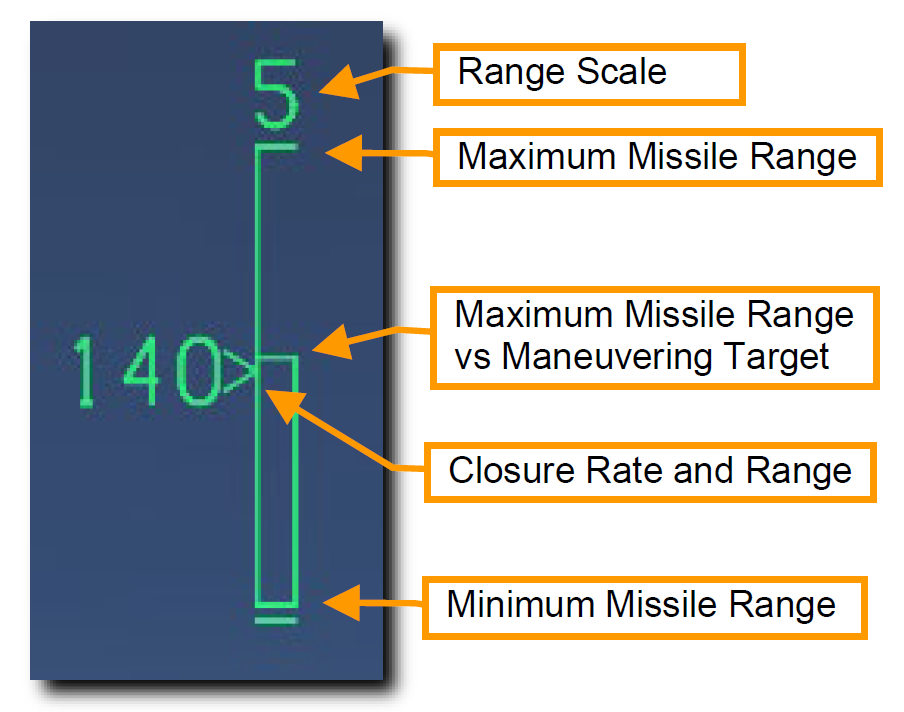 5
Range Scale
Maximum Missile Range
Maximum Missile Range
vs Maneuvering Target
140
Closure Rate and Range
Minimum Missile Range